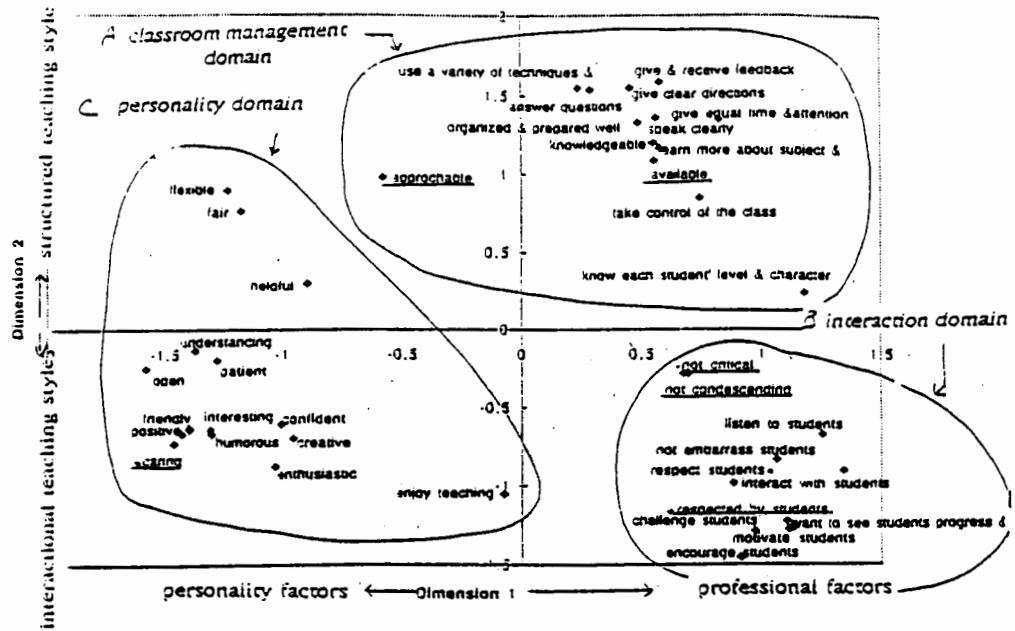 2
A classroom management
domain
C personality domain
use a variety of techniques &
give & receive feedback
1.5
give clear directions
answer questions
give equal time & attention
organized & prepared well
speak clearly
knowledgeable
learn more about subject &
approchable
1
available
take control of the class
flexible
fair
0.5
helpful
know each student' level & character
0
B interaction domain
understanding
-1.5
-1
-0.5
0.5
1
1.5
open
patient
not critical
not condescending
-0.5
friendly
interesting
confident
positive
humorous
creative
listen to students
caring
enthusiastic
not embarrass students
respect students
interact with students
enjoy teaching
-1
respected by students
challenge students
want to see students progress &
motivate students
encourage students
personality factors
Dimension 1
professional factors
Dimension 2
interactional teaching styles
structured teaching style